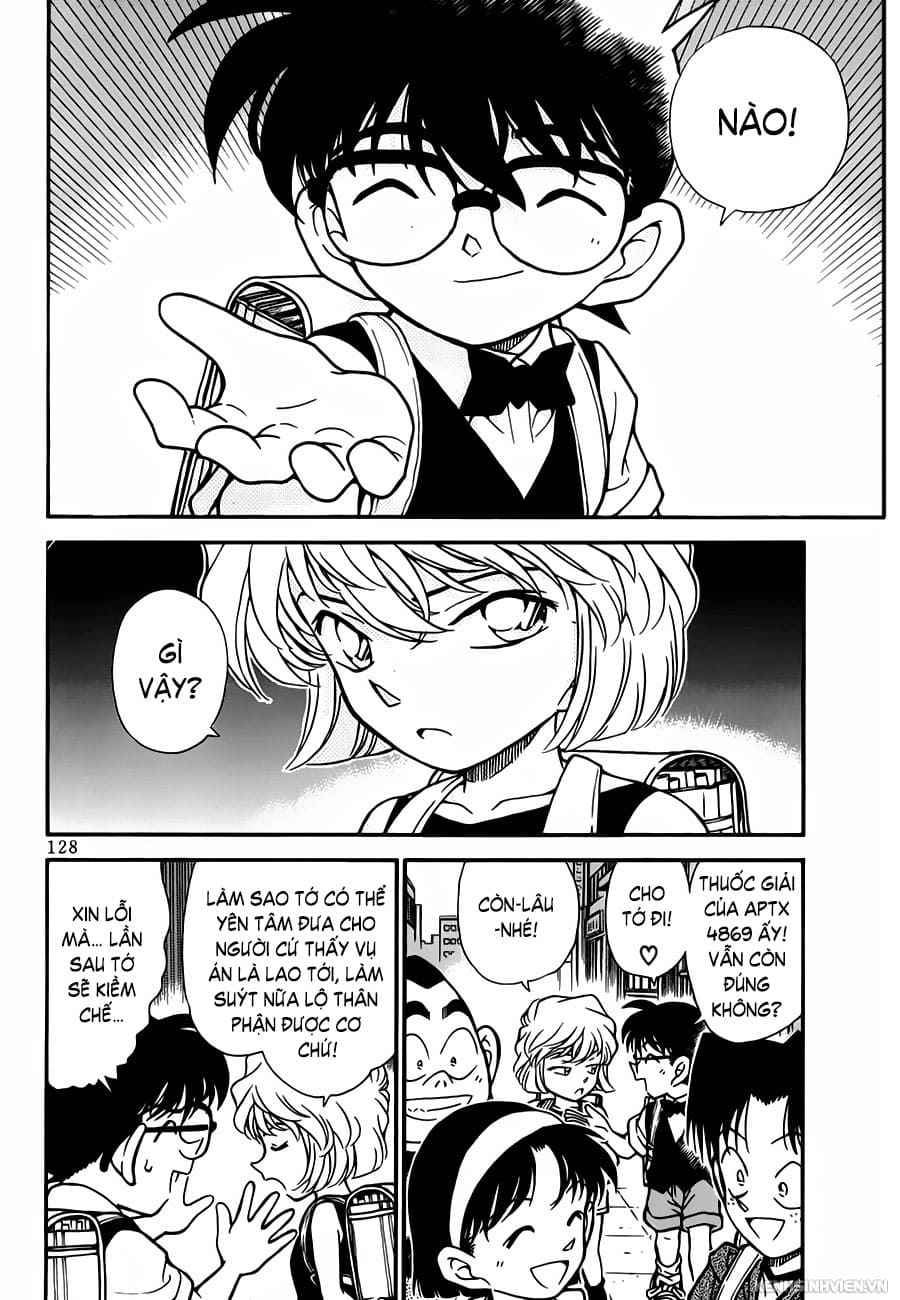 NÀO!
GÌ
VẬY?
128
THUỐC GIẢI
CỦA APTX
4869 ẤY!
VẪN CÒN
ĐÚNG
KHÔNG?
CHO
TỚ ĐI!
♡
CÒN-LÂU
-NHÉ!
LÀM SAO TỚ CÓ THỂ
YÊN TÂM ĐƯA CHO
NGƯỜI CỨ THẤY VỤ
ÁN LÀ LAO TỚI, LÀM
SUÝT NỮA LỘ THÂN
PHẬN ĐƯỢC CƠ
CHỨ!
XIN LỖI
MÀ... LẦN
SAU TỚ
SẼ KIỀM
CHẾ...
KENHSINHVIEN.VN